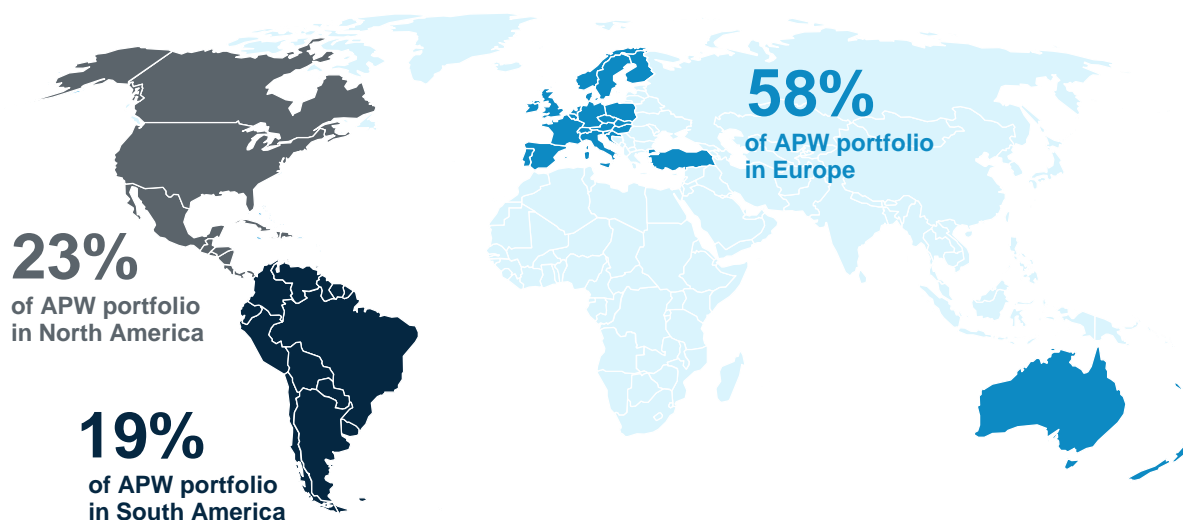 58%
of APW portfolio
in Europe
23%
of APW portfolio
in North America
19%
of APW portfolio
in South America